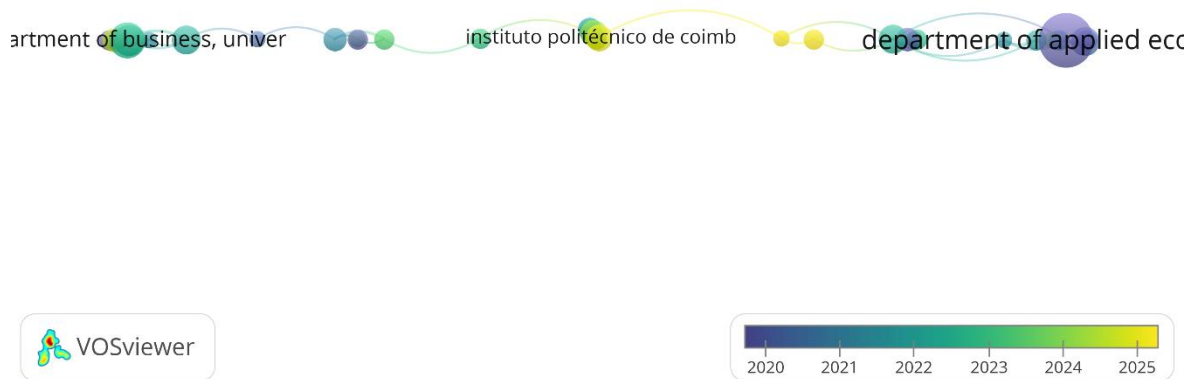 artment of business, univer
instituto politécnico de coimb
department of applied eco
VOSviewer
2020 2021 2022 2023 2024 2025